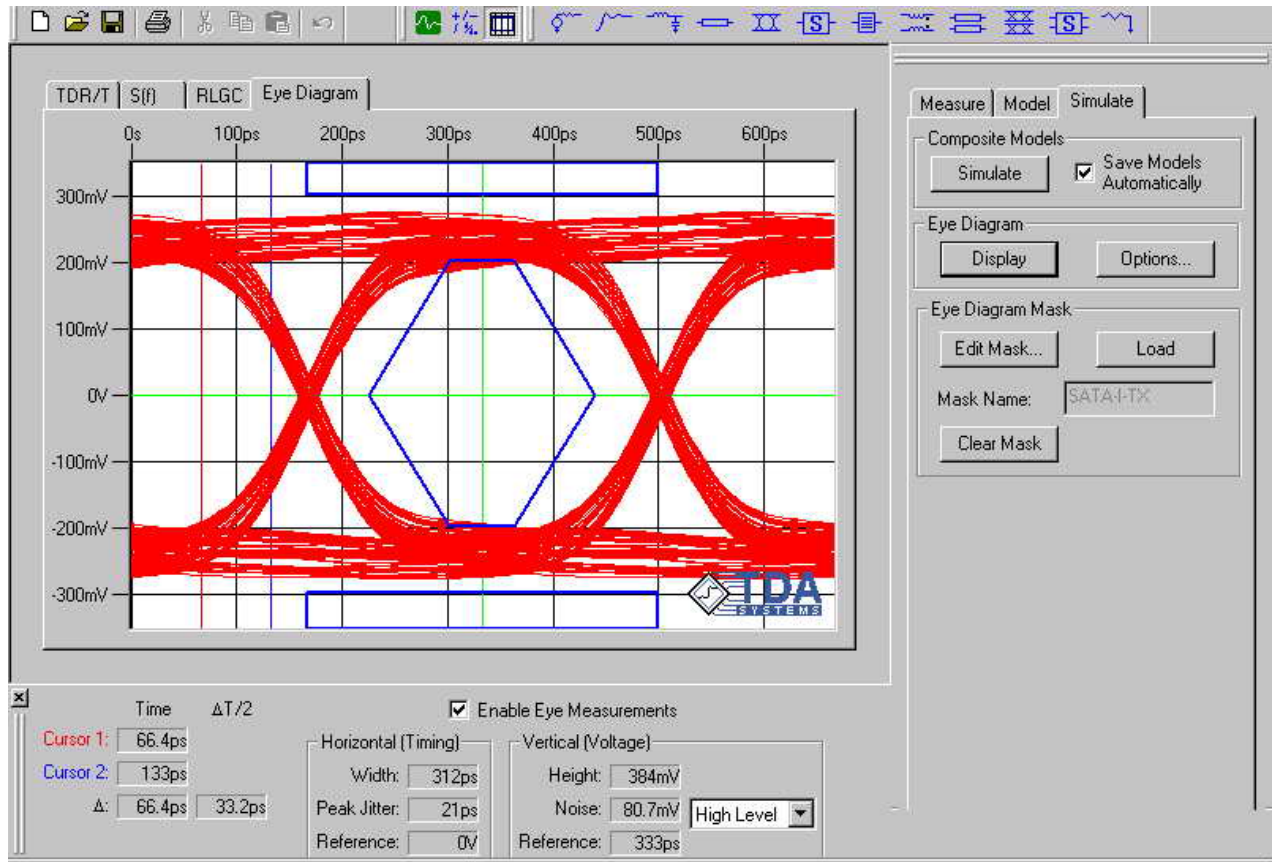 TDR/T S(f) RLGC Eye Diagram
0s 100ps 200ps 300ps 400ps 500ps 600ps
300mV
200mV
100mV
0V
-100mV
-200mV
-300mV
TDA
SYSTEMS
Measure Model Simulate
Composite Models
Simulate Save Models
Automatically
Eye Diagram
Display Options...
Eye Diagram Mask
Edit Mask... Load
Mask Name: SATA-I-TX
Clear Mask
Time ΔT/2
Cursor 1: 66.4ps
Cursor 2: 133ps
Δ: 66.4ps 33.2ps
Enable Eye Measurements
Horizontal (Timing)
Width: 312ps
Peak Jitter: 21ps
Reference: 0V
Vertical (Voltage)
Height: 384mV
Noise: 80.7mV High Level
Reference: 333ps